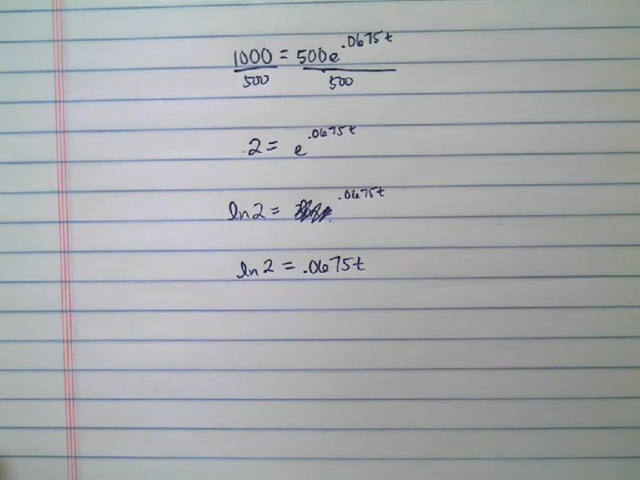 1000 = 500e^.0675t
500 500
2 = e^.0675t
ln2 = .0675t
ln2 = .0675t